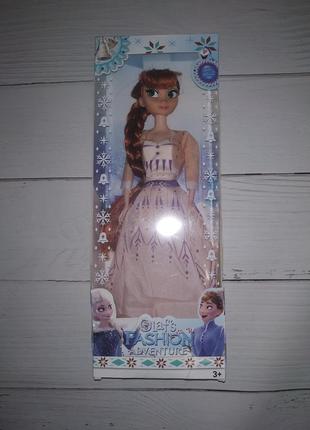 Olaf's
FASHION
ADVENTURE
3+